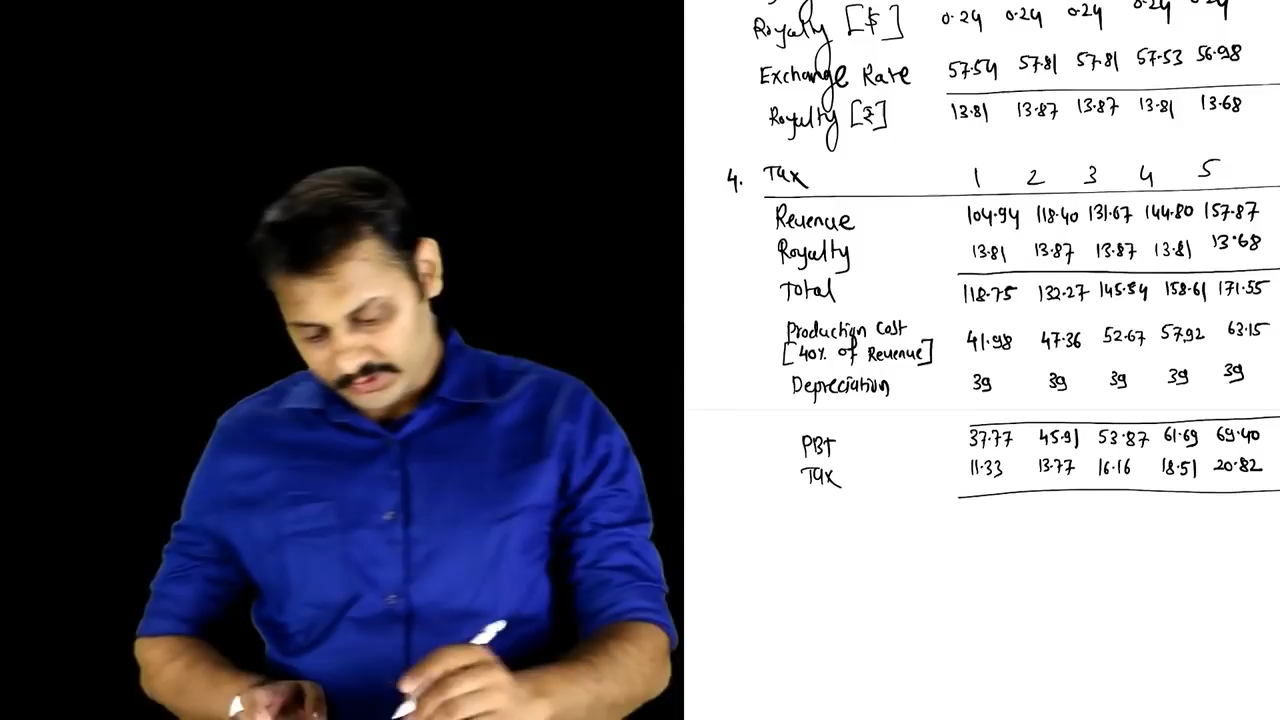 Royalty [$] 0.24 0.24 0.24 0.24 0.24
Exchange Rate 57.54 57.81 57.81 57.53 56.98
Royalty [₹] 13.81 13.87 13.87 13.81 13.68
4. Tax 1 2 3 4 5
Revenue 104.94 118.40 131.67 144.80 157.87
Royalty 13.81 13.87 13.87 13.81 13.68
Total 118.75 132.27 145.54 158.61 171.55
Production Cost
[40% of Revenue] 41.98 47.36 52.67 57.92 63.15
Depreciation 39 39 39 39 39
PBT 37.77 45.91 53.87 61.69 69.40
Tax 11.33 13.77 16.16 18.51 20.82